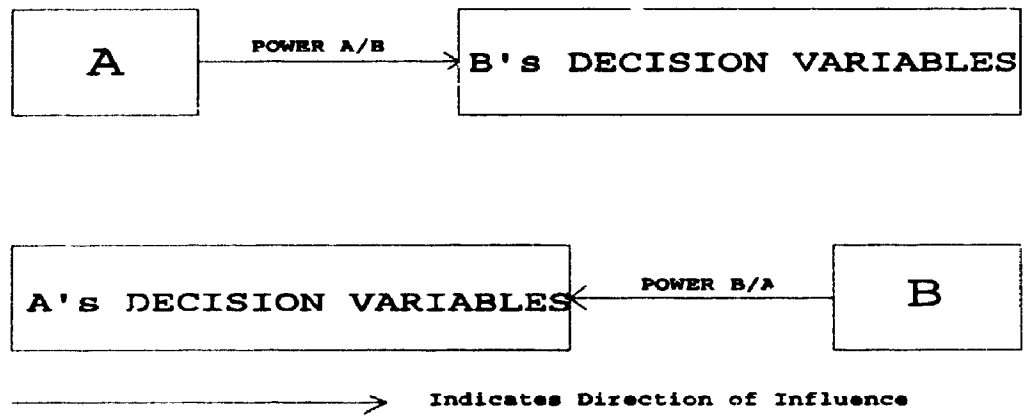 A
POWER A/B
B's DECISION VARIABLES
A's DECISION VARIABLES
POWER B/A
B
Indicates Direction of Influence